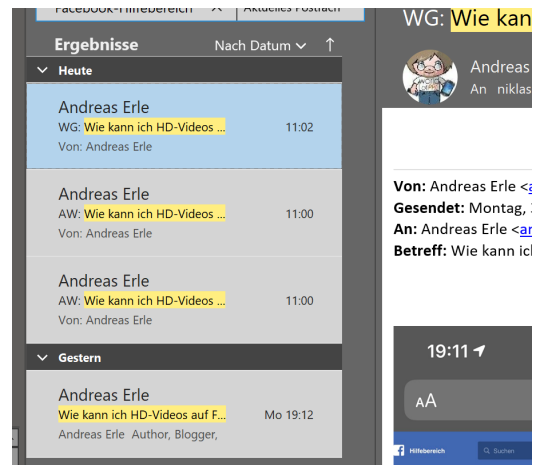 Facebook-Hilfebereich
Aktuelles Postfach
Ergebnisse
Nach Datum
Heute
Andreas Erle
WG: Wie kann ich HD-Videos ...
11:02
Von: Andreas Erle
Andreas Erle
AW: Wie kann ich HD-Videos ...
11:00
Von: Andreas Erle
Andreas Erle
AW: Wie kann ich HD-Videos ...
11:00
Von: Andreas Erle
Gestern
Andreas Erle
Wie kann ich HD-Videos auf F...
Mo 19:12
Andreas Erle Author, Blogger,
WG: Wie kan
Andreas
An niklas
Von: Andreas Erle <a
Gesendet: Montag,
An: Andreas Erle <ar
Betreff: Wie kann ich
19:11
AA
Hilfebereich
Suchen